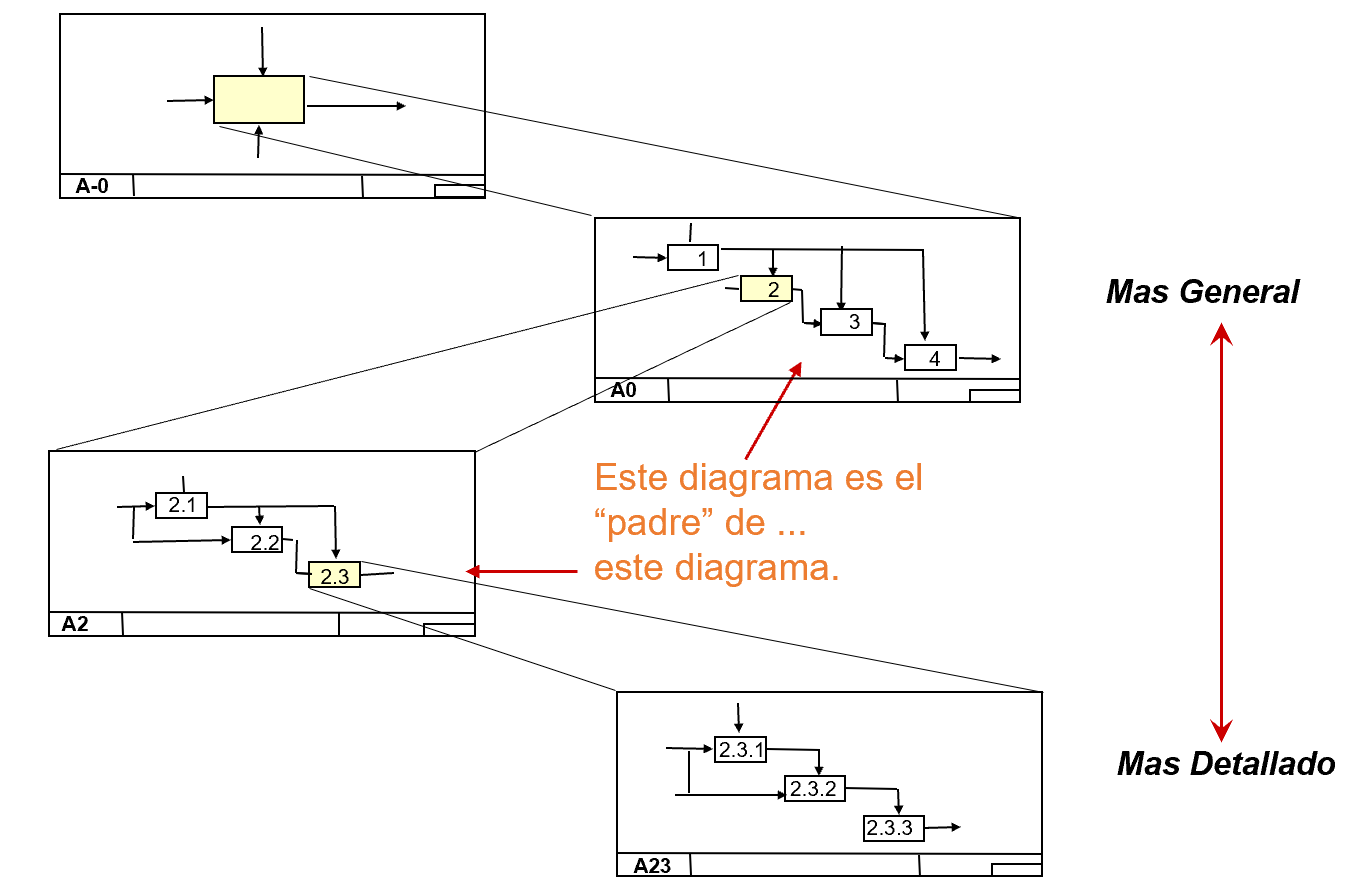 A-0
1
2
3
4
A0
Mas General
Este diagrama es el
“padre” de ...
este diagrama.
2.1
2.2
2.3
A2
2.3.1
2.3.2
2.3.3
A23
Mas Detallado